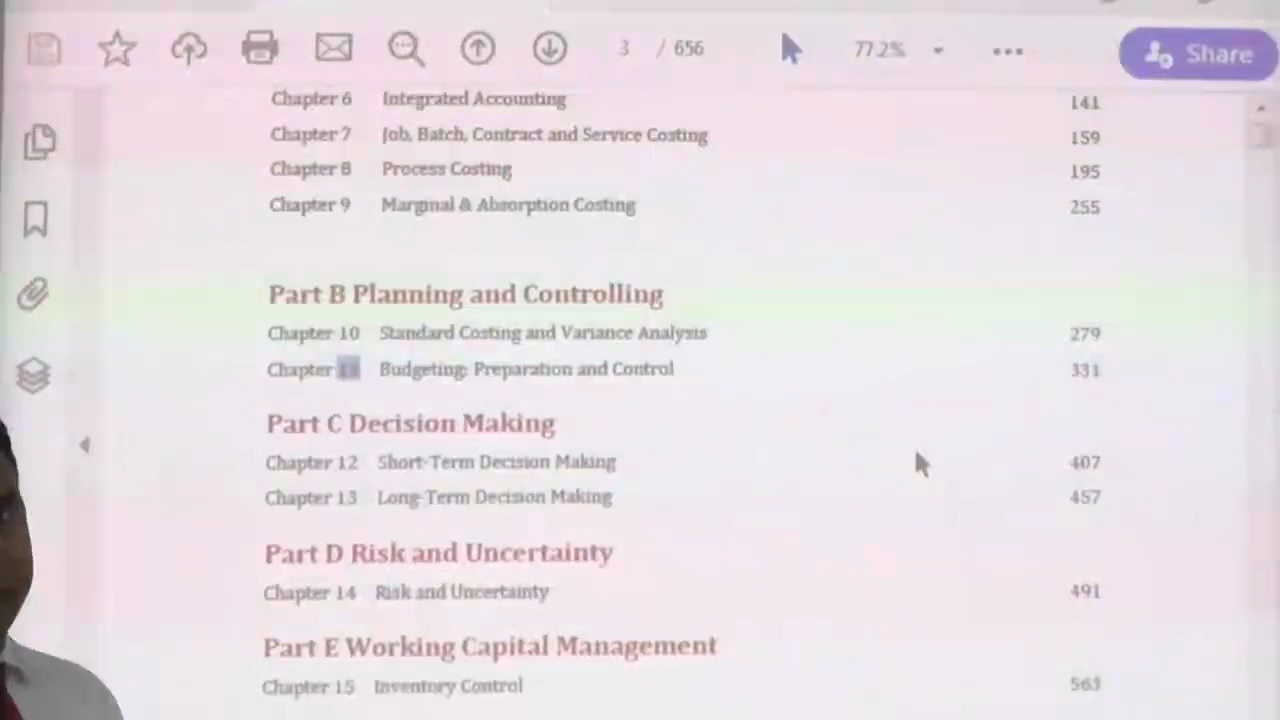 3 / 656 77.2% Share
Chapter 6 Integrated Accounting 141
Chapter 7 Job, Batch, Contract and Service Costing 159
Chapter 8 Process Costing 195
Chapter 9 Marginal & Absorption Costing 255
Part B Planning and Controlling
Chapter 10 Standard Costing and Variance Analysis 279
Chapter 11 Budgeting: Preparation and Control 331
Part C Decision Making
Chapter 12 Short-Term Decision Making 407
Chapter 13 Long-Term Decision Making 457
Part D Risk and Uncertainty
Chapter 14 Risk and Uncertainty 491
Part E Working Capital Management
Chapter 15 Inventory Control 563